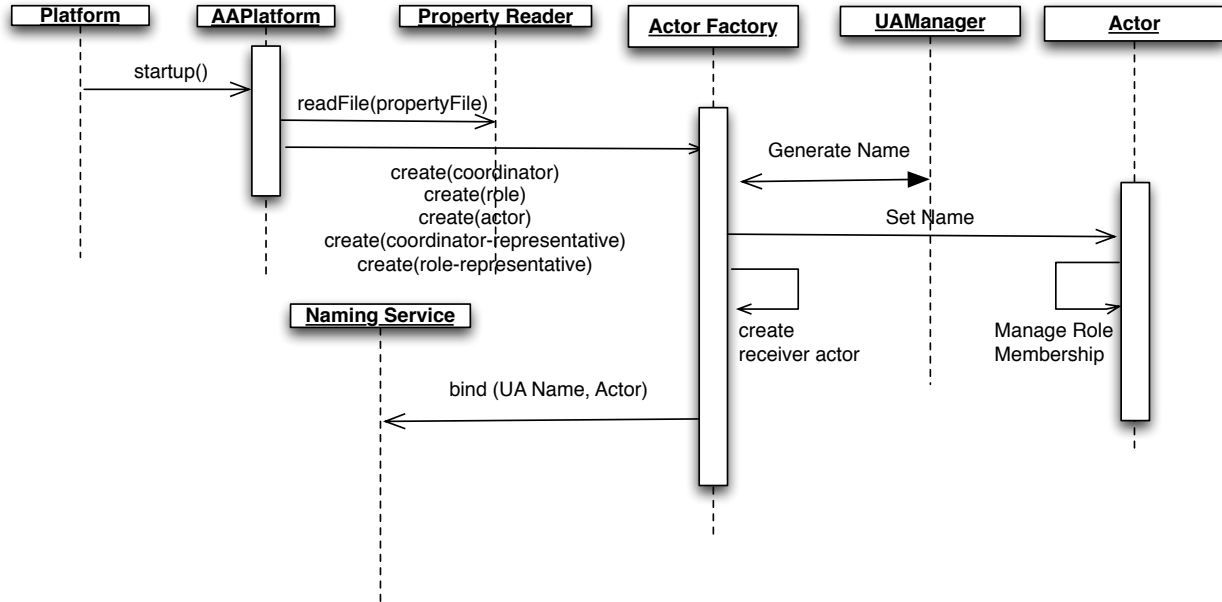 Platform
AAPlatform
Property Reader
Actor Factory
UAManager
Actor
startup()
readFile(propertyFile)
create(coordinator)
create(role)
create(actor)
create(coordinator-representative)
create(role-representative)
Generate Name
Set Name
create
receiver actor
Manage Role
Membership
Naming Service
bind (UA Name, Actor)